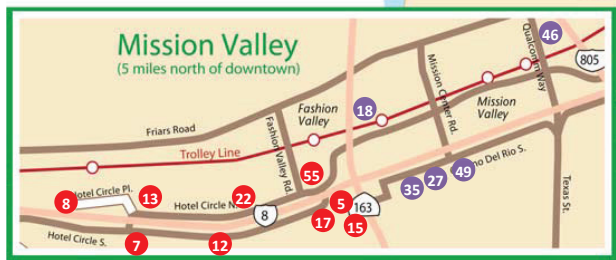 Mission Valley
(5 miles north of downtown)
46
Qualcomm Way
805
Mission Center Rd.
Fashion
Valley
18
Mission
Valley
Friars Road
Trolley Line
Fashion Valley Rd.
55
49
27
35
Del Rio S.
Texas St.
Hotel Circle Pl.
8
13
Hotel Circle N.
22
8
5
163
17
15
Hotel Circle S.
7
12